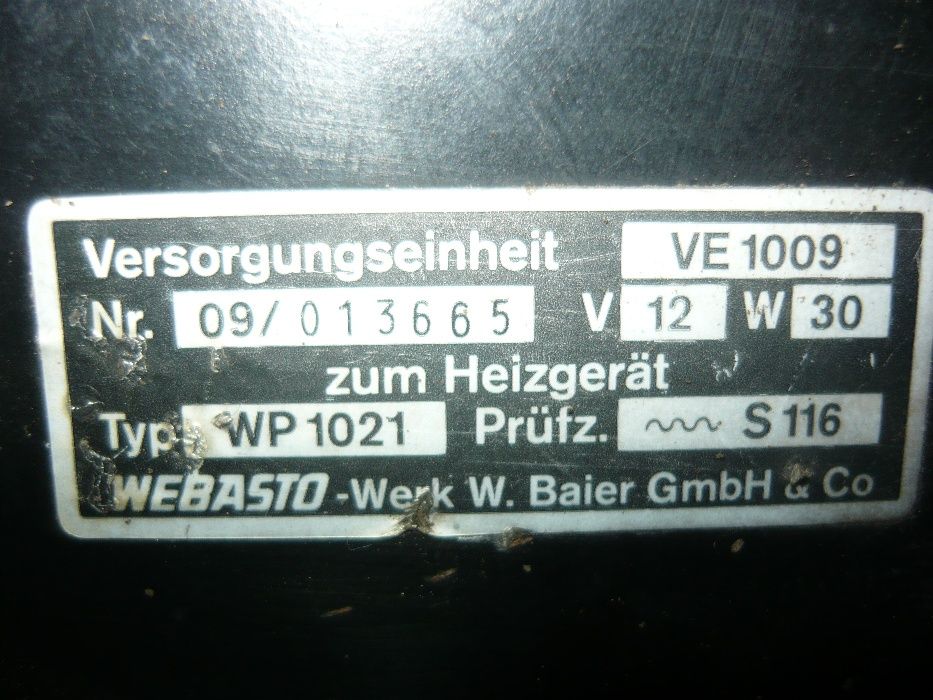 Versorgungseinheit VE 1009
Nr. 09/013665 V 12 W 30
zum Heizgerät
Typ WP 1021 Prüfz. ~~~ S 116
WEBASTO -Werk W. Baier GmbH & Co